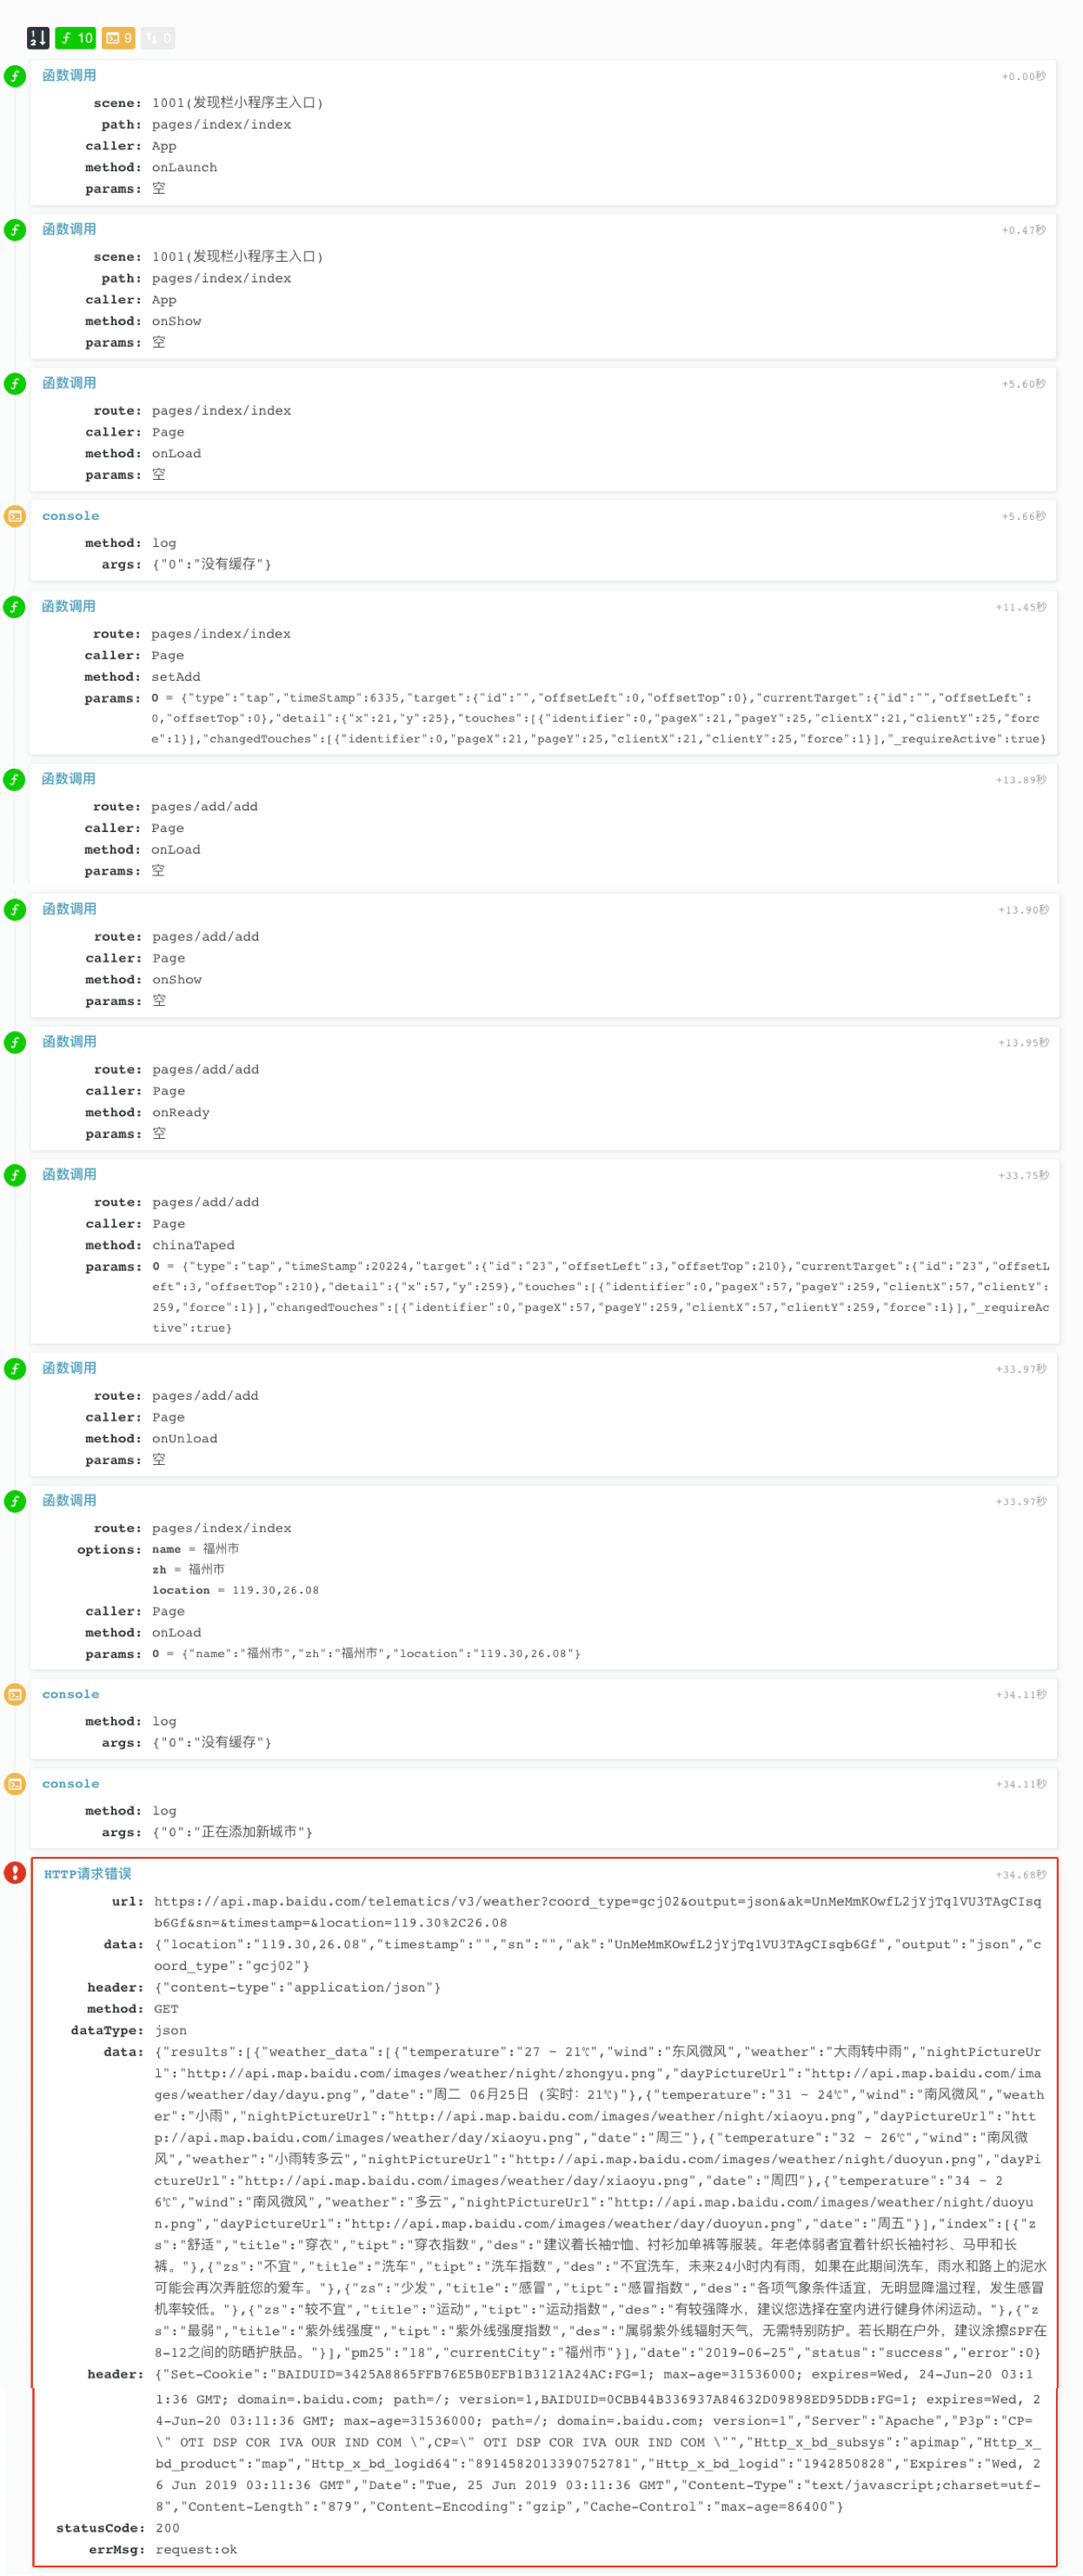 10 9 0
函数调用 +0.00秒
scene: 1001(发现栏小程序主入口)
path: pages/index/index
caller: App
method: onLaunch
params: 空
函数调用 +0.47秒
scene: 1001(发现栏小程序主入口)
path: pages/index/index
caller: App
method: onShow
params: 空
函数调用 +5.60秒
route: pages/index/index
caller: Page
method: onLoad
params: 空
console +5.66秒
method: log
args: {"0":"没有缓存"}
函数调用 +11.45秒
route: pages/index/index
caller: Page
method: setAdd
params: 0 = {"type":"tap","timeStamp":6335,"target":{"id":"","offsetLeft":0,"offsetTop":0},"currentTarget":{"id":"","offsetLeft":
0,"offsetTop":0},"detail":{"x":21,"y":25},"touches":[{"identifier":0,"pageX":21,"pageY":25,"clientX":21,"clientY":25,"forc
e":1}],"changedTouches":[{"identifier":0,"pageX":21,"pageY":25,"clientX":21,"clientY":25,"force":1}],"_requireActive":true}
函数调用 +13.89秒
route: pages/add/add
caller: Page
method: onLoad
params: 空
函数调用 +13.90秒
route: pages/add/add
caller: Page
method: onShow
params: 空
函数调用 +13.95秒
route: pages/add/add
caller: Page
method: onReady
params: 空
函数调用 +33.75秒
route: pages/add/add
caller: Page
method: chinaTaped
params: 0 = {"type":"tap","timeStamp":20224,"target":{"id":"23","offsetLeft":3,"offsetTop":210},"currentTarget":{"id":"23","offsetL
eft":3,"offsetTop":210},"detail":{"x":57,"y":259},"touches":[{"identifier":0,"pageX":57,"pageY":259,"clientX":57,"clientY":
259,"force":1}],"changedTouches":[{"identifier":0,"pageX":57,"pageY":259,"clientX":57,"clientY":259,"force":1}],"_requireAc
tive":true}
函数调用 +33.97秒
route: pages/add/add
caller: Page
method: onUnload
params: 空
函数调用 +33.97秒
route: pages/index/index
options: name = 福州市
zh = 福州市
location = 119.30,26.08
caller: Page
method: onLoad
params: 0 = {"name":"福州市","zh":"福州市","location":"119.30,26.08"}
console +34.11秒
method: log
args: {"0":"没有缓存"}
console +34.11秒
method: log
args: {"0":"正在添加新城市"}
HTTP请求错误 +34.68秒
url: https://api.map.baidu.com/telematics/v3/weather?coord_type=gcj02&output=json&ak=UnMeMmKOwfL2jYjTq1VU3TAgCIsq
b6Gf&sn=&timestamp=&location=119.30%2C26.08
data: {"location":"119.30,26.08","timestamp":"","sn":"","ak":"UnMeMmKOwfL2jYjTq1VU3TAgCIsqb6Gf","output":"json","c
oord_type":"gcj02"}
header: {"content-type":"application/json"}
method: GET
dataType: json
data: {"results":[{"weather_data":[{"temperature":"27 ~ 21℃","wind":"东风微风","weather":"大雨转中雨","nightPictureUr
l":"http://api.map.baidu.com/images/weather/night/zhongyu.png","dayPictureUrl":"http://api.map.baidu.com/ima
ges/weather/day/dayu.png","date":"周二 06月25日 (实时：21℃)"},{"temperature":"31 ~ 24℃","wind":"南风微风","weath
er":"小雨","nightPictureUrl":"http://api.map.baidu.com/images/weather/night/xiaoyu.png","dayPictureUrl":"htt
p://api.map.baidu.com/images/weather/day/xiaoyu.png","date":"周三"},{"temperature":"32 ~ 26℃","wind":"南风微
风","weather":"小雨转多云","nightPictureUrl":"http://api.map.baidu.com/images/weather/night/duoyun.png","dayPi
ctureUrl":"http://api.map.baidu.com/images/weather/day/xiaoyu.png","date":"周四"},{"temperature":"34 ~ 2
6℃","wind":"南风微风","weather":"多云","nightPictureUrl":"http://api.map.baidu.com/images/weather/night/duoyu
n.png","dayPictureUrl":"http://api.map.baidu.com/images/weather/day/duoyun.png","date":"周五"}],"index":[{"z
s":"舒适","title":"穿衣","tipt":"穿衣指数","des":"建议着长袖T恤、衬衫加单裤等服装。年老体弱者宜着针织长袖衬衫、马甲和长
裤。"},{"zs":"不宜","title":"洗车","tipt":"洗车指数","des":"不宜洗车，未来24小时内有雨，如果在此期间洗车，雨水和路上的泥水
可能会再次弄脏您的爱车。"},{"zs":"少发","title":"感冒","tipt":"感冒指数","des":"各项气象条件适宜，无明显降温过程，发生感冒
机率较低。"},{"zs":"较不宜","title":"运动","tipt":"运动指数","des":"有较强降水，建议您选择在室内进行健身休闲运动。"},{"z
s":"最弱","title":"紫外线强度","tipt":"紫外线强度指数","des":"属弱紫外线辐射天气，无需特别防护。若长期在户外，建议涂擦SPF在
8-12之间的防晒护肤品。"}],"pm25":"18","currentCity":"福州市"}],"date":"2019-06-25","status":"success","error":0}
header: {"Set-Cookie":"BAIDUID=3425A8865FFB76E5B0EFB1B3121A24AC:FG=1; max-age=31536000; expires=Wed, 24-Jun-20 03:1
1:36 GMT; domain=.baidu.com; path=/; version=1,BAIDUID=0CBB44B336937A84632D09898ED95DDB:FG=1; expires=Wed, 2
4-Jun-20 03:11:36 GMT; max-age=31536000; path=/; domain=.baidu.com; version=1","Server":"Apache","P3p":"CP=
\" OTI DSP COR IVA OUR IND COM \",CP=\" OTI DSP COR IVA OUR IND COM \"","Http_x_bd_subsys":"apimap","Http_x_
bd_product":"map","Http_x_bd_logid64":"8914582013390752781","Http_x_bd_logid":"1942850828","Expires":"Wed, 2
6 Jun 2019 03:11:36 GMT","Date":"Tue, 25 Jun 2019 03:11:36 GMT","Content-Type":"text/javascript;charset=utf-
8","Content-Length":"879","Content-Encoding":"gzip","Cache-Control":"max-age=86400"}
statusCode: 200
errMsg: request:ok